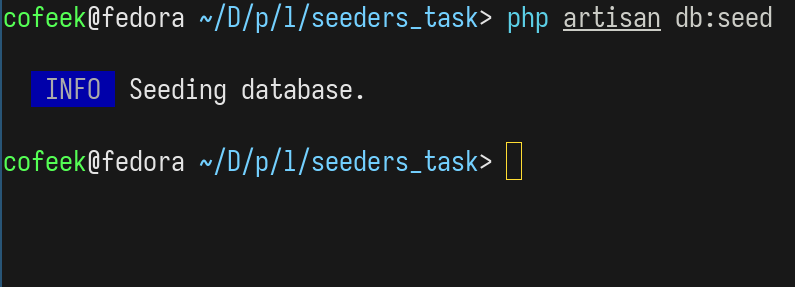 cofeek@fedora ~/D/p/l/seeders_task> php artisan db:seed
INFO Seeding database.
cofeek@fedora ~/D/p/l/seeders_task>